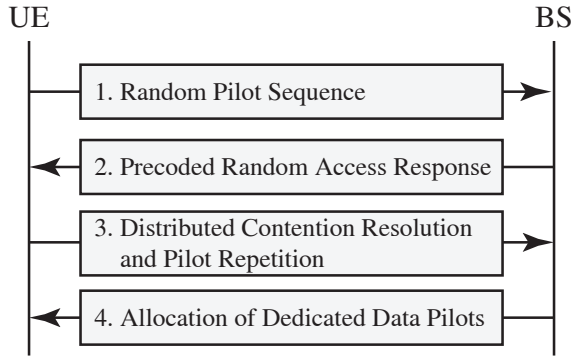 UE BS
1. Random Pilot Sequence
2. Precoded Random Access Response
3. Distributed Contention Resolution
and Pilot Repetition
4. Allocation of Dedicated Data Pilots